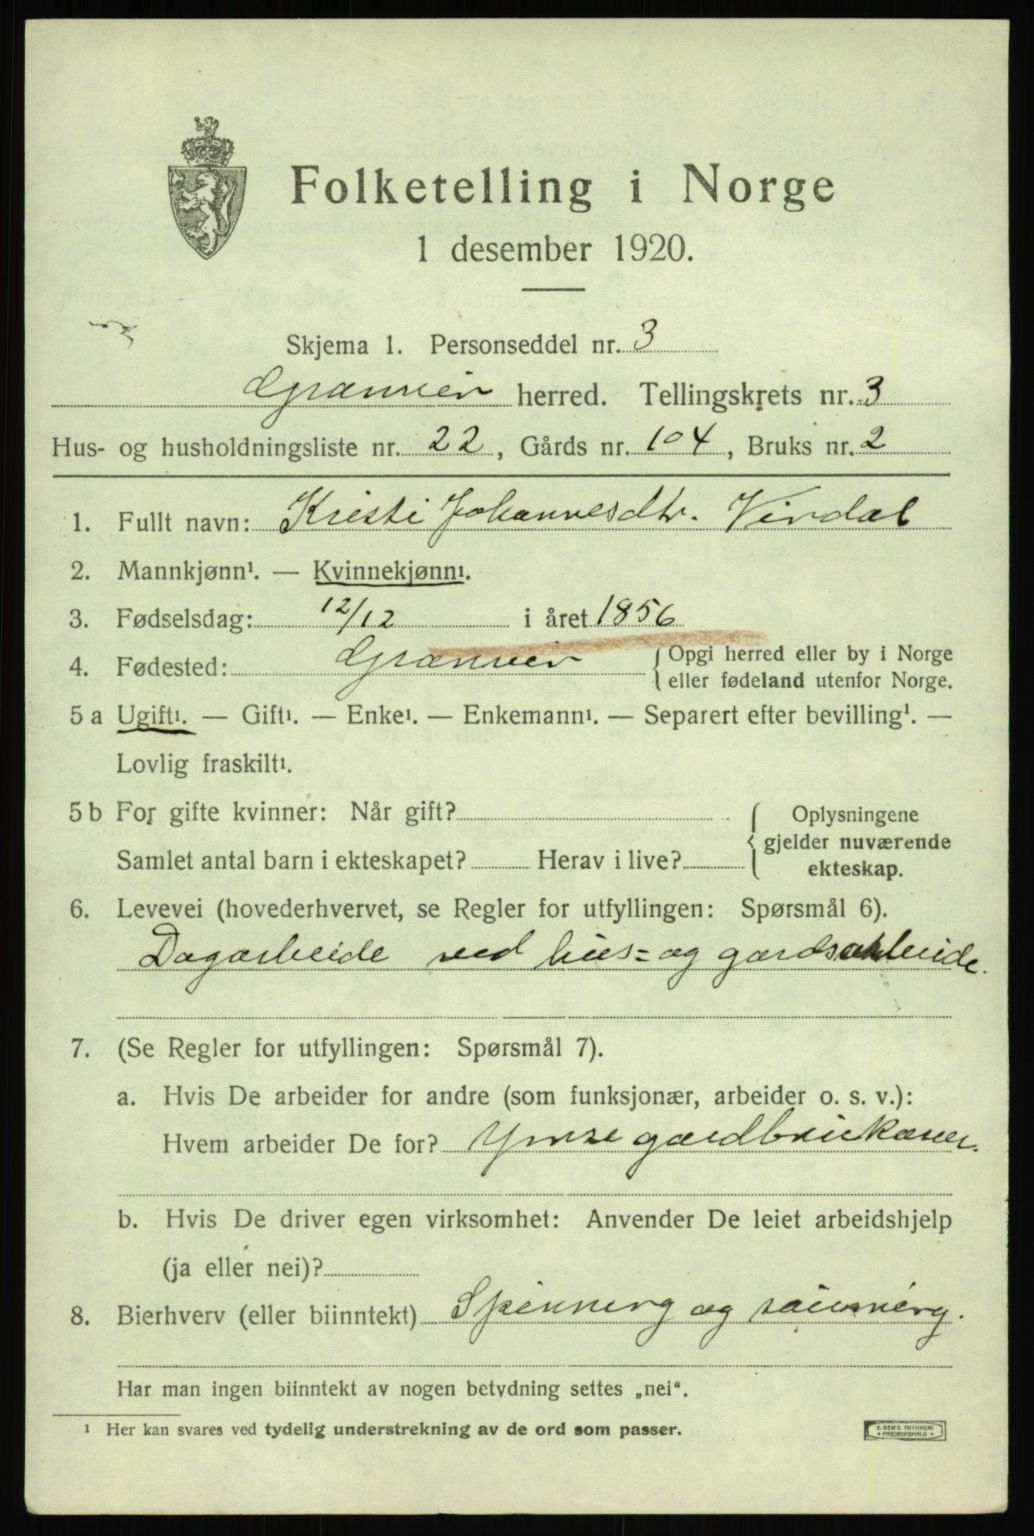 Folketelling i Norge
1 desember 1920.
Skjema 1. Personseddel nr. 3
Granvin herred. Tellingskrets nr. 3
Hus- og husholdningsliste nr. 22, Gårds nr. 104, Bruks nr. 2
1. Fullt navn: Kristi Johannesdtr. Virdal
2. Mannkjønn¹. — Kvinnekjønn¹.
3. Fødselsdag: 12/12 i året 1856
4. Fødested: Granvin { Opgi herred eller by i Norge
eller fødeland utenfor Norge.
5 a Ugift¹. — Gift¹. — Enke¹. — Enkemann¹. — Separert efter bevilling¹. —
Lovlig fraskilt¹.
5 b For gifte kvinner: Når gift? { Oplysningene
gjelder nuværende
Samlet antal barn i ekteskapet? Herav i live? ekteskap.
6. Levevei (hovederhvervet, se Regler for utfyllingen: Spørsmål 6).
Dagarbeide ved hus- og gardsarbeide.
7. (Se Regler for utfyllingen: Spørsmål 7).
a. Hvis De arbeider for andre (som funksjonær, arbeider o. s. v.):
Hvem arbeider De for? Ymse gardbrukarar.
b. Hvis De driver egen virksomhet: Anvender De leiet arbeidshjelp
(ja eller nei)?
8. Bierhverv (eller biinntekt) Spinning og saumming.
Har man ingen biinntekt av nogen betydning settes „nei“.
¹ Her kan svares ved tydelig understrekning av de ord som passer.